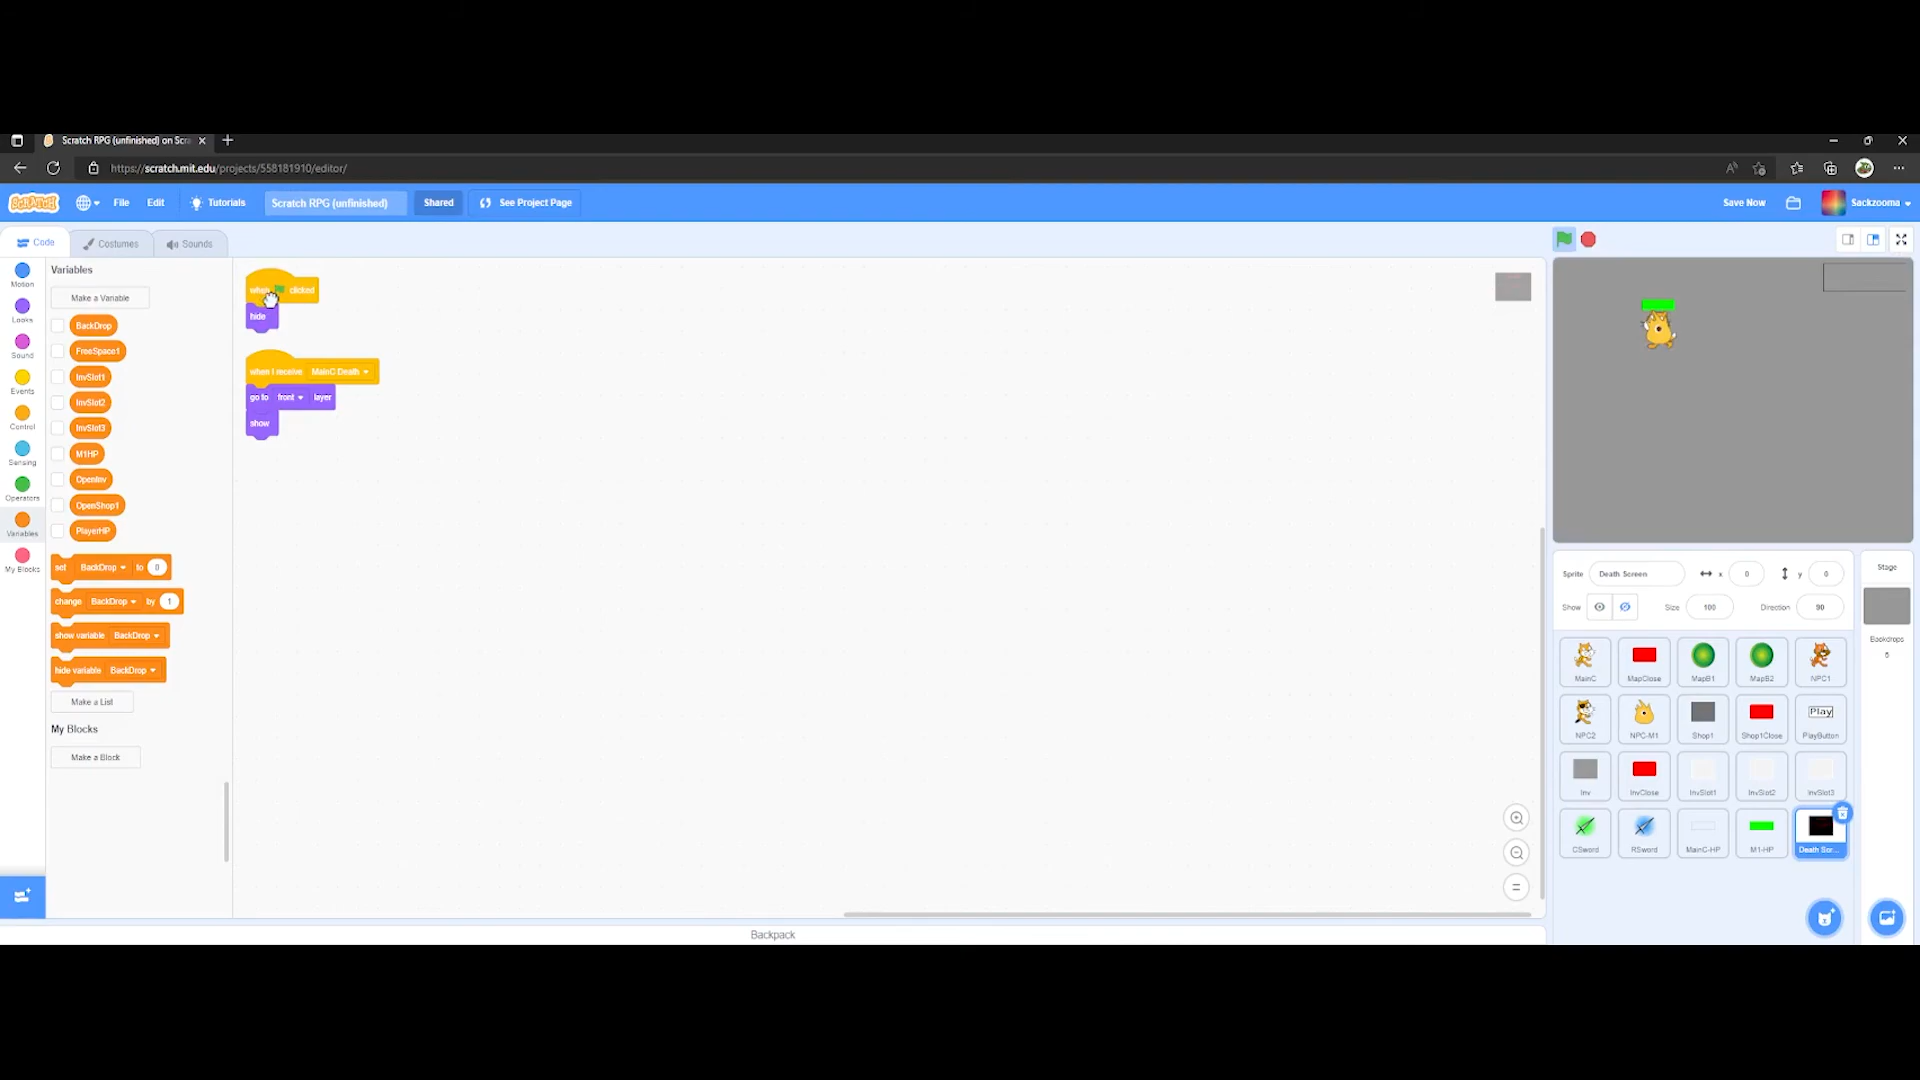 Scratch RPG (unfinished) on Scra
https://scratch.mit.edu/projects/558181910/editor/
SCRATCH
File
Edit
Tutorials
Scratch RPG (unfinished)
Shared
See Project Page
Save Now
Sackzooma
Code
Costumes
Sounds
Motion
Looks
Sound
Events
Control
Sensing
Operators
Variables
My Blocks
Variables
Make a Variable
BackDrop
FreeSpace1
InvSlot1
InvSlot2
InvSlot3
M1HP
OpenInv
OpenShop1
PlayerHP
set BackDrop to 0
change BackDrop by 1
show variable BackDrop
hide variable BackDrop
Make a List
My Blocks
Make a Block
when clicked
hide
when I receive MainC Death
go to front layer
show
Backpack
Sprite Death Screen x 0 y 0
Show Size 100 Direction 90
MainC MapClose MapB1 MapB2 NPC1
Play
NPC2 NPC-M1 Shop1 Shop1Close PlayButton
Inv InvClose InvSlot1 InvSlot2 InvSlot3
CSword RSword MainC-HP M1-HP Death Scr...
Stage
Backdrops